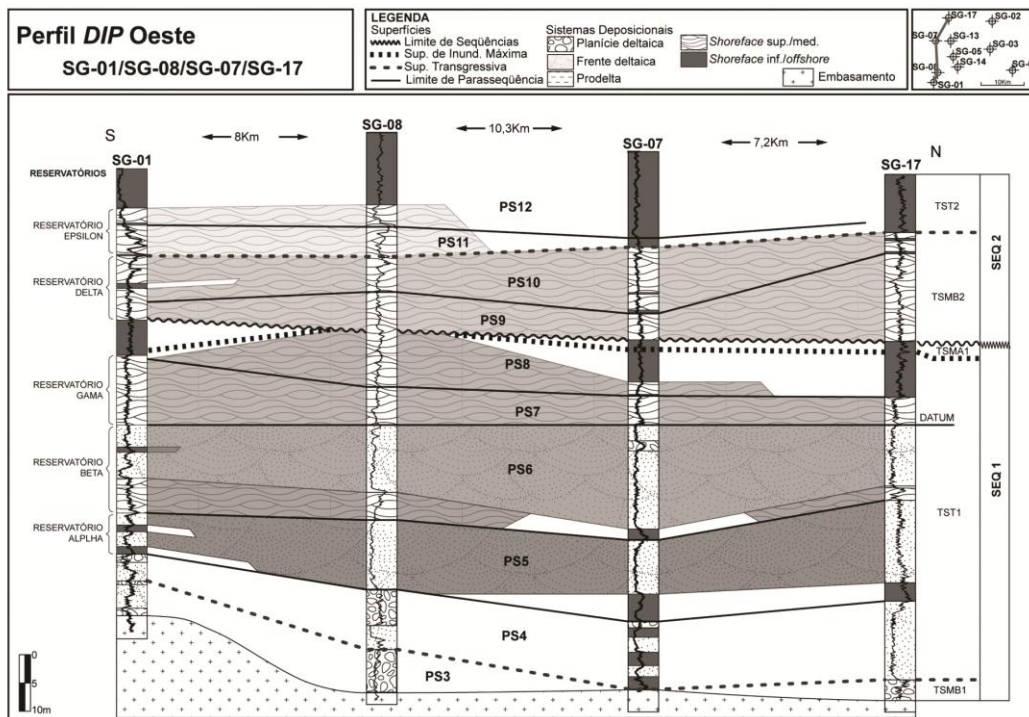 Perfil DIP Oeste
SG-01/SG-08/SG-07/SG-17
LEGENDA
Superfícies
Limite de Seqüências
Sup. de Inund. Máxima
Sup. Transgressiva
Limite de Parasseqüência
Sistemas Deposicionais
Planície deltaica
Frente deltaica
Prodelta
Shoreface sup./med.
Shoreface inf./offshore
Embasamento
SG-17
SG-02
SG-07
SG-13
SG-05
SG-03
SG-14
SG-01
10Km
S
8Km
SG-08
10,3Km
SG-07
7,2Km
N
SG-01
SG-17
RESERVATÓRIOS
PS12
TST2
RESERVATÓRIO
EPSILON
PS11
SEQ 2
RESERVATÓRIO
DELTA
PS10
TSMB2
PS9
TSMA1
PS8
RESERVATÓRIO
GAMA
PS7
DATUM
RESERVATÓRIO
BETA
PS6
SEQ 1
TST1
RESERVATÓRIO
ALPLHA
PS5
PS4
PS3
TSMB1
0
5
10m